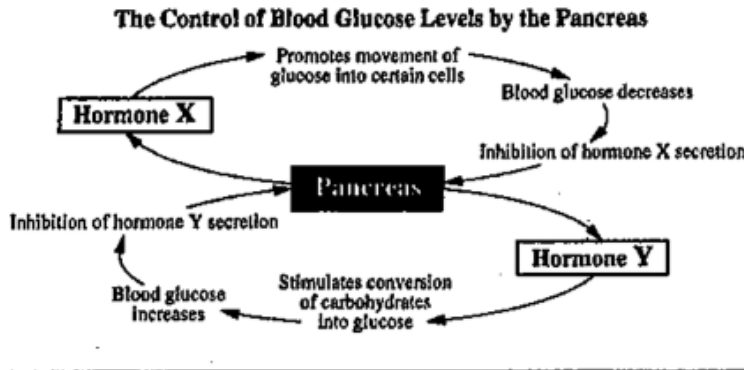 The Control of Blood Glucose Levels by the Pancreas
Promotes movement of
glucose into certain cells
Hormone X
Blood glucose decreases
Inhibition of hormone X secretion
Pancreas
Inhibition of hormone Y secretion
Hormone Y
Stimulates conversion
of carbohydrates
into glucose
Blood glucose
increases